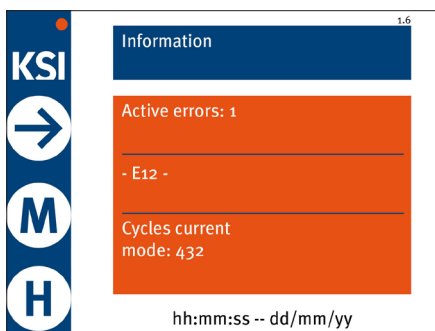 1.6
Information
KSI
Active errors: 1
- E12 -
Cycles current
mode: 432
M
H
hh:mm:ss -- dd/mm/yy